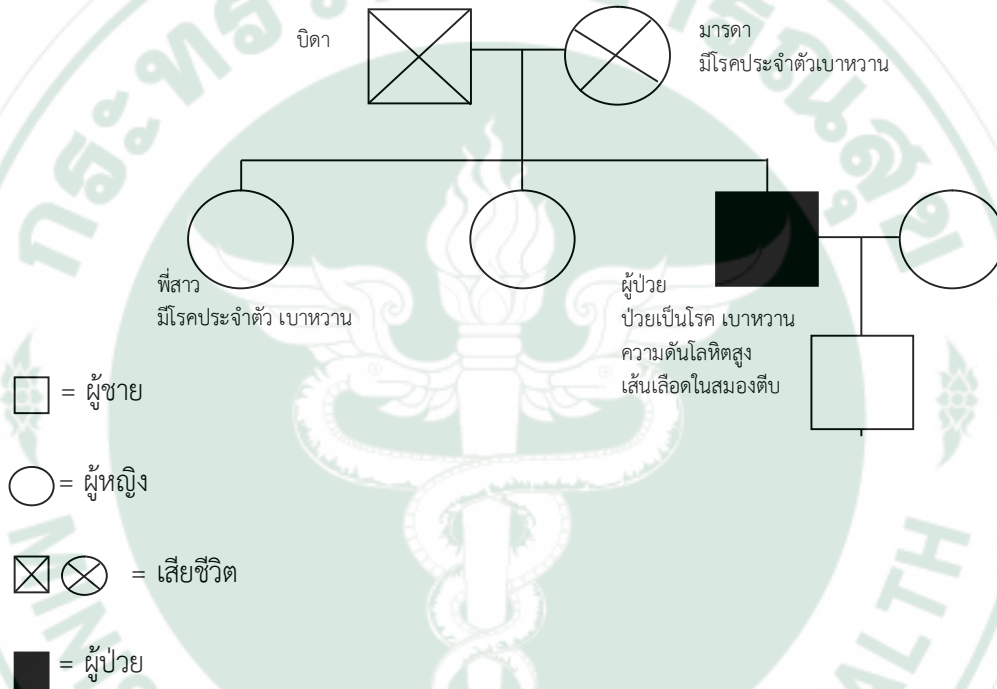 บิดา
มารดา
มีโรคประจำตัวเบาหวาน
พี่สาว
มีโรคประจำตัว เบาหวาน
ผู้ป่วย
ป่วยเป็นโรค เบาหวาน
ความดันโลหิตสูง
เส้นเลือดในสมองตีบ
= ผู้ชาย
= ผู้หญิง
= เสียชีวิต
= ผู้ป่วย